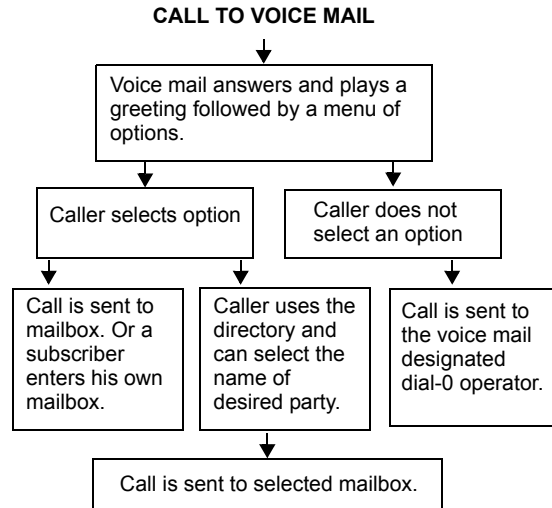 CALL TO VOICE MAIL
Voice mail answers and plays a
greeting followed by a menu of
options.
Caller selects option
Caller does not
select an option
Call is sent to
mailbox. Or a
subscriber
enters his own
mailbox.
Caller uses the
directory and
can select the
name of
desired party.
Call is sent to
the voice mail
designated
dial-0 operator.
Call is sent to selected mailbox.